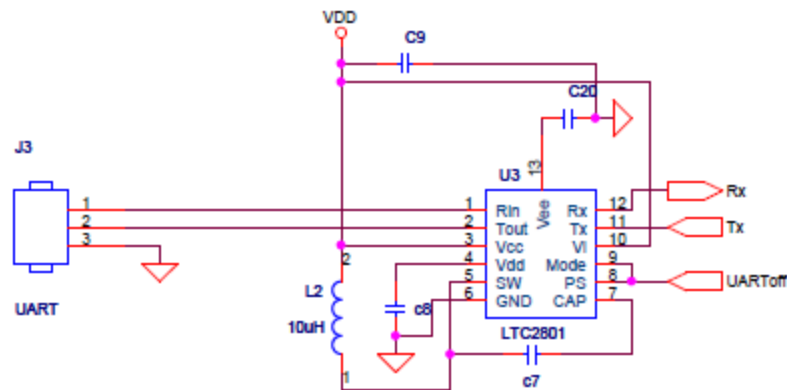 VDD
C9
C20
J3
U3
13
1
1
RIn
Vee
Rx
12
Rx
2
2
Tout
Tx
11
Tx
3
3
Vcc
VI
10
2
4
Vdd
Mode
9
L2
5
SW
PS
8
UARToff
UART
c8
6
GND
CAP
7
10uH
LTC2801
1
c7